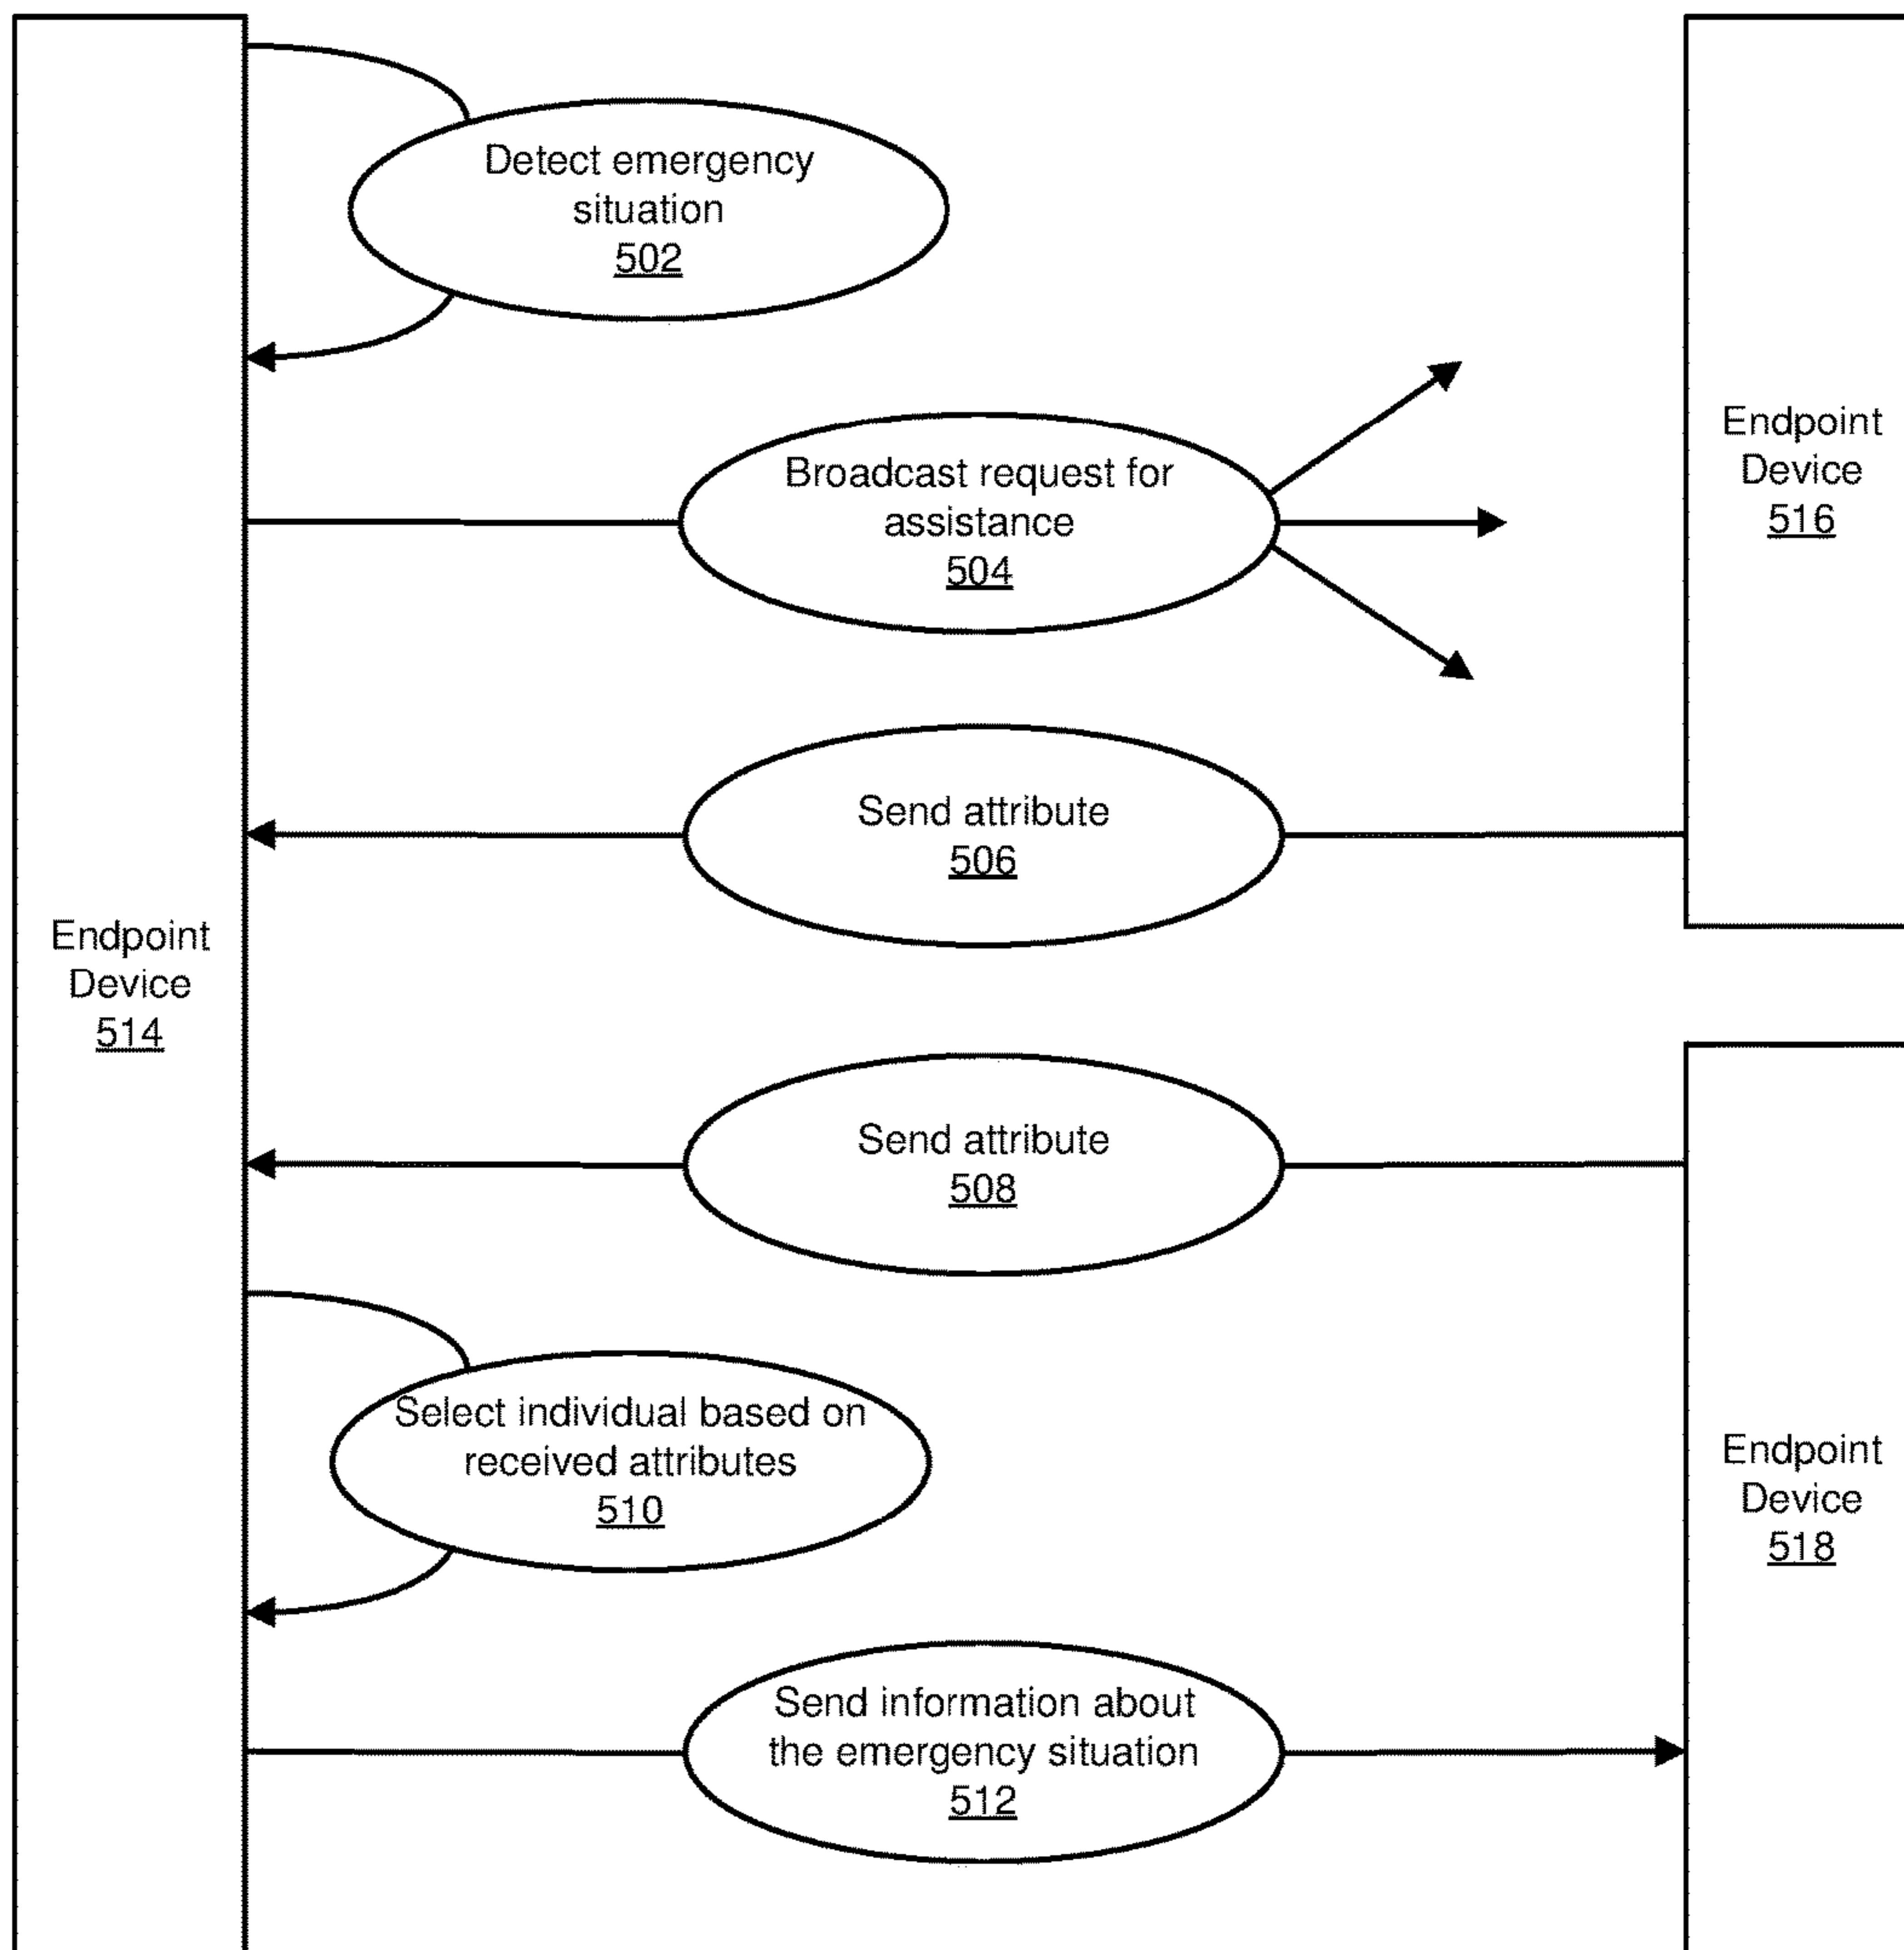 Detect emergency
situation
502
Broadcast request for
assistance
504
Endpoint
Device
516
Send attribute
506
Endpoint
Device
514
Send attribute
508
Select individual based on
received attributes
510
Endpoint
Device
518
Send information about
the emergency situation
512